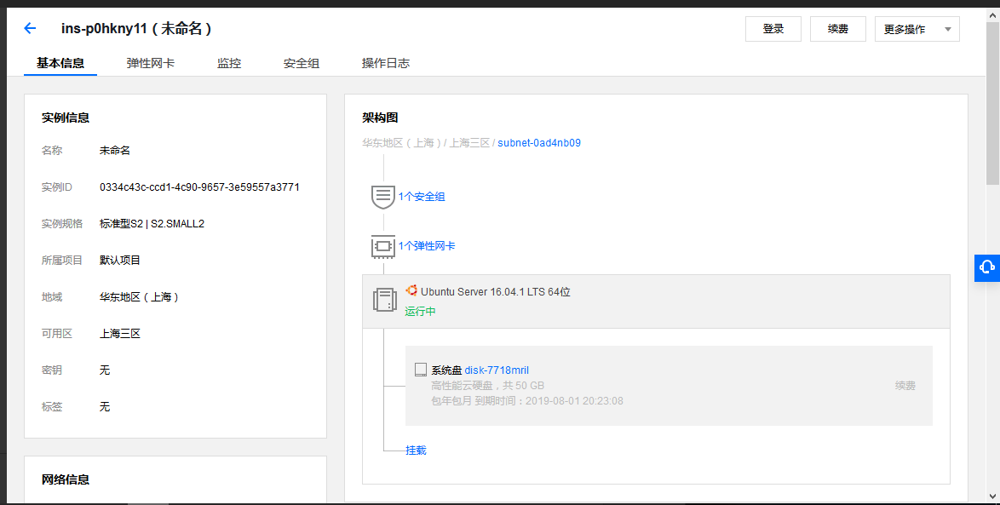 ins-p0hkny11（未命名）
登录
续费
更多操作
基本信息
弹性网卡
监控
安全组
操作日志
实例信息
名称 未命名
实例ID 0334c43c-ccd1-4c90-9657-3e59557a3771
实例规格 标准型S2 | S2.SMALL2
所属项目 默认项目
地域 华东地区（上海）
可用区 上海三区
密钥 无
标签 无
网络信息
架构图
华东地区（上海）/ 上海三区 / subnet-0ad4nb09
1个安全组
1个弹性网卡
Ubuntu Server 16.04.1 LTS 64位
运行中
系统盘 disk-7718mril
高性能云硬盘，共 50 GB
续费
包年包月 到期时间：2019-08-01 20:23:08
挂载